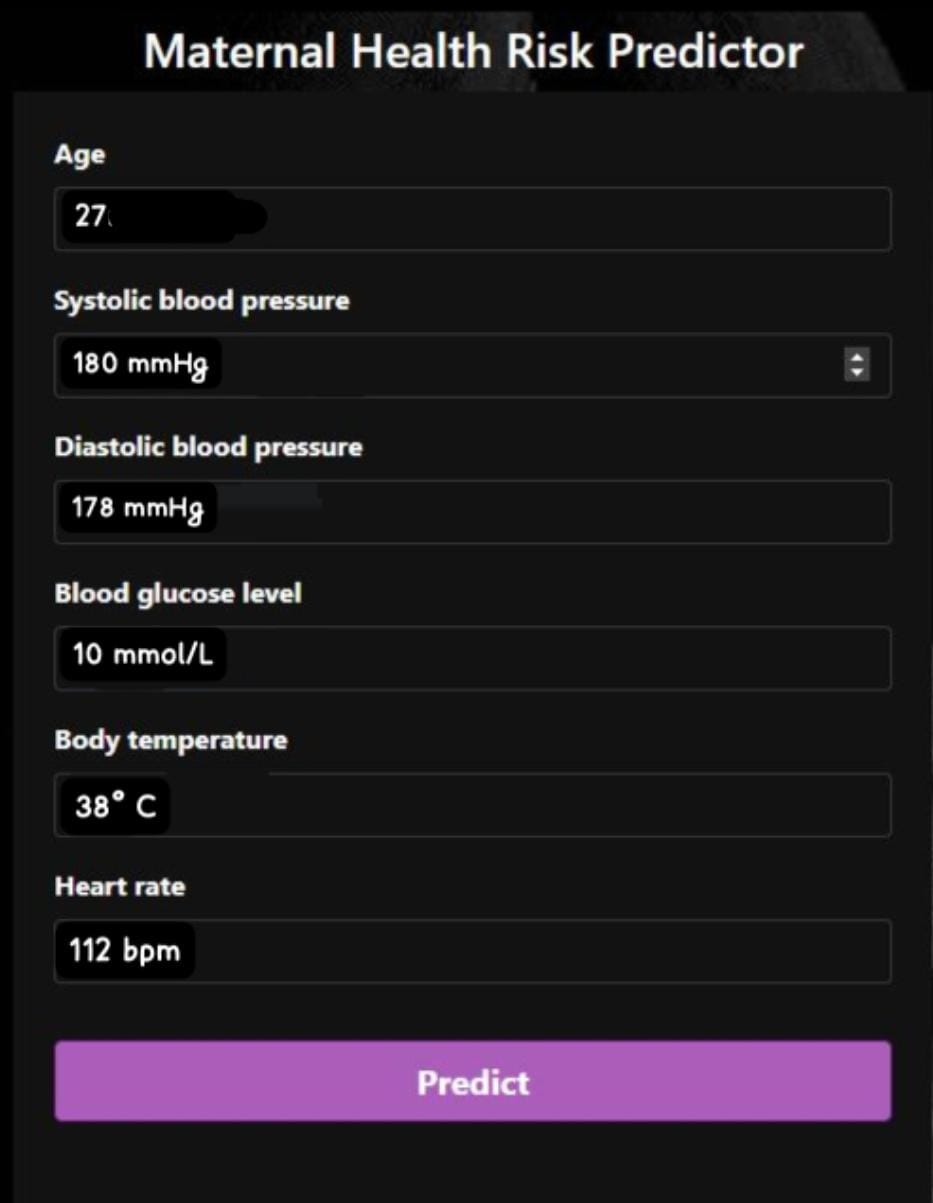 Maternal Health Risk Predictor
Age
27
Systolic blood pressure
180 mmHg
Diastolic blood pressure
178 mmHg
Blood glucose level
10 mmol/L
Body temperature
38° C
Heart rate
112 bpm
Predict